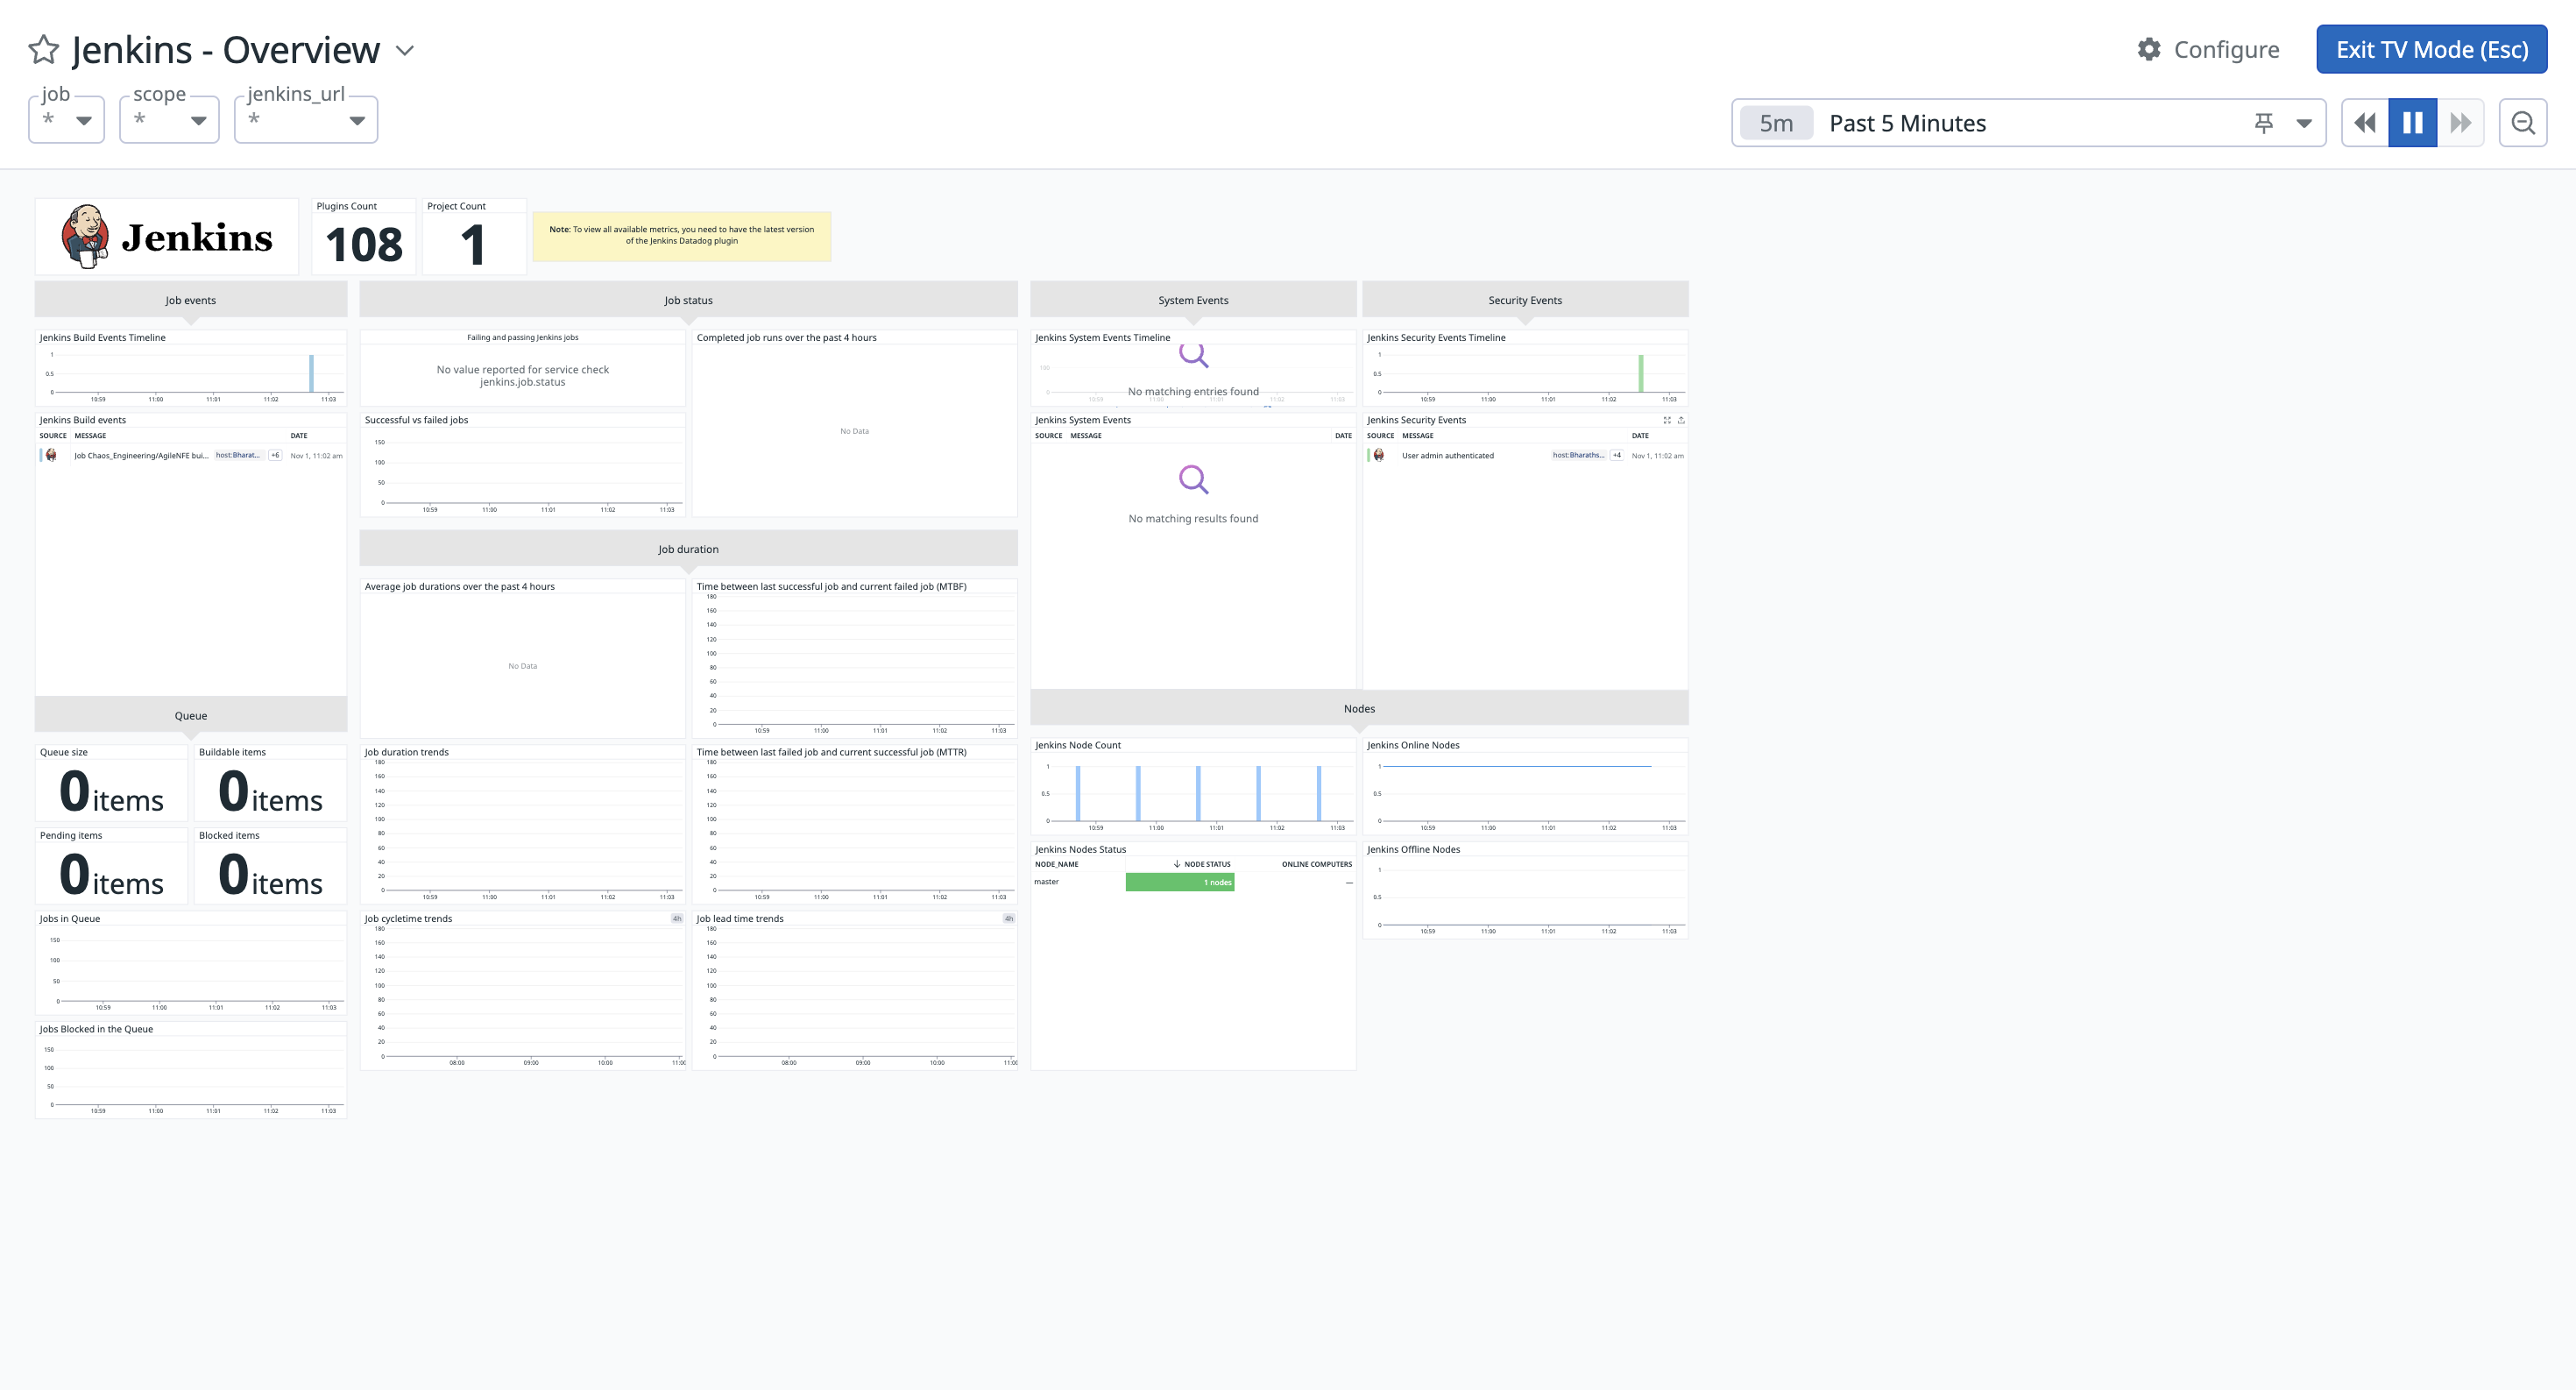 Jenkins - Overview
Configure
Exit TV Mode (Esc)
job
*
scope
*
jenkins_url
*
5m Past 5 Minutes
Jenkins
Plugins Count
108
Project Count
1
Note: To view all available metrics, you need to have the latest version
of the Jenkins Datadog plugin
Job events
Jenkins Build Events Timeline
1
0.5
0
10:59 11:00 11:01 11:02 11:03
Jenkins Build events
SOURCE MESSAGE DATE
Job Chaos_Engineering/AgileNFE bui... host:Bharat... +6 Nov 1, 11:02 am
Queue
Queue size
0 items
Buildable items
0 items
Pending items
0 items
Blocked items
0 items
Jobs in Queue
150
100
50
0
10:59 11:00 11:01 11:02 11:03
Jobs Blocked in the Queue
150
100
50
0
10:59 11:00 11:01 11:02 11:03
Job status
Failing and passing Jenkins jobs
No value reported for service check
jenkins.job.status
Completed job runs over the past 4 hours
No Data
Successful vs failed jobs
150
100
50
0
10:59 11:00 11:01 11:02 11:03
Job duration
Average job durations over the past 4 hours
No Data
Time between last successful job and current failed job (MTBF)
180
160
140
120
100
80
60
40
20
0
10:59 11:00 11:01 11:02 11:03
Job duration trends
180
160
140
120
100
80
60
40
20
0
10:59 11:00 11:01 11:02 11:03
Time between last failed job and current successful job (MTTR)
180
160
140
120
100
80
60
40
20
0
10:59 11:00 11:01 11:02 11:03
Job cycletime trends 4h
180
160
140
120
100
80
60
40
20
0
08:00 09:00 10:00 11:00
Job lead time trends 4h
180
160
140
120
100
80
60
40
20
0
08:00 09:00 10:00 11:00
System Events
Jenkins System Events Timeline
100
0
No matching entries found
10:59 11:00 11:01 11:02 11:03
Jenkins System Events
SOURCE MESSAGE DATE
No matching results found
Security Events
Jenkins Security Events Timeline
1
0.5
0
10:59 11:00 11:01 11:02 11:03
Jenkins Security Events
SOURCE MESSAGE DATE
User admin authenticated host:Bharaths... +4 Nov 1, 11:02 am
Nodes
Jenkins Node Count
1
0.5
0
10:59 11:00 11:01 11:02 11:03
Jenkins Online Nodes
1
0.5
0
10:59 11:00 11:01 11:02 11:03
Jenkins Nodes Status
NODE_NAME NODE STATUS ONLINE COMPUTERS
master 1 nodes —
Jenkins Offline Nodes
1
0.5
0
10:59 11:00 11:01 11:02 11:03